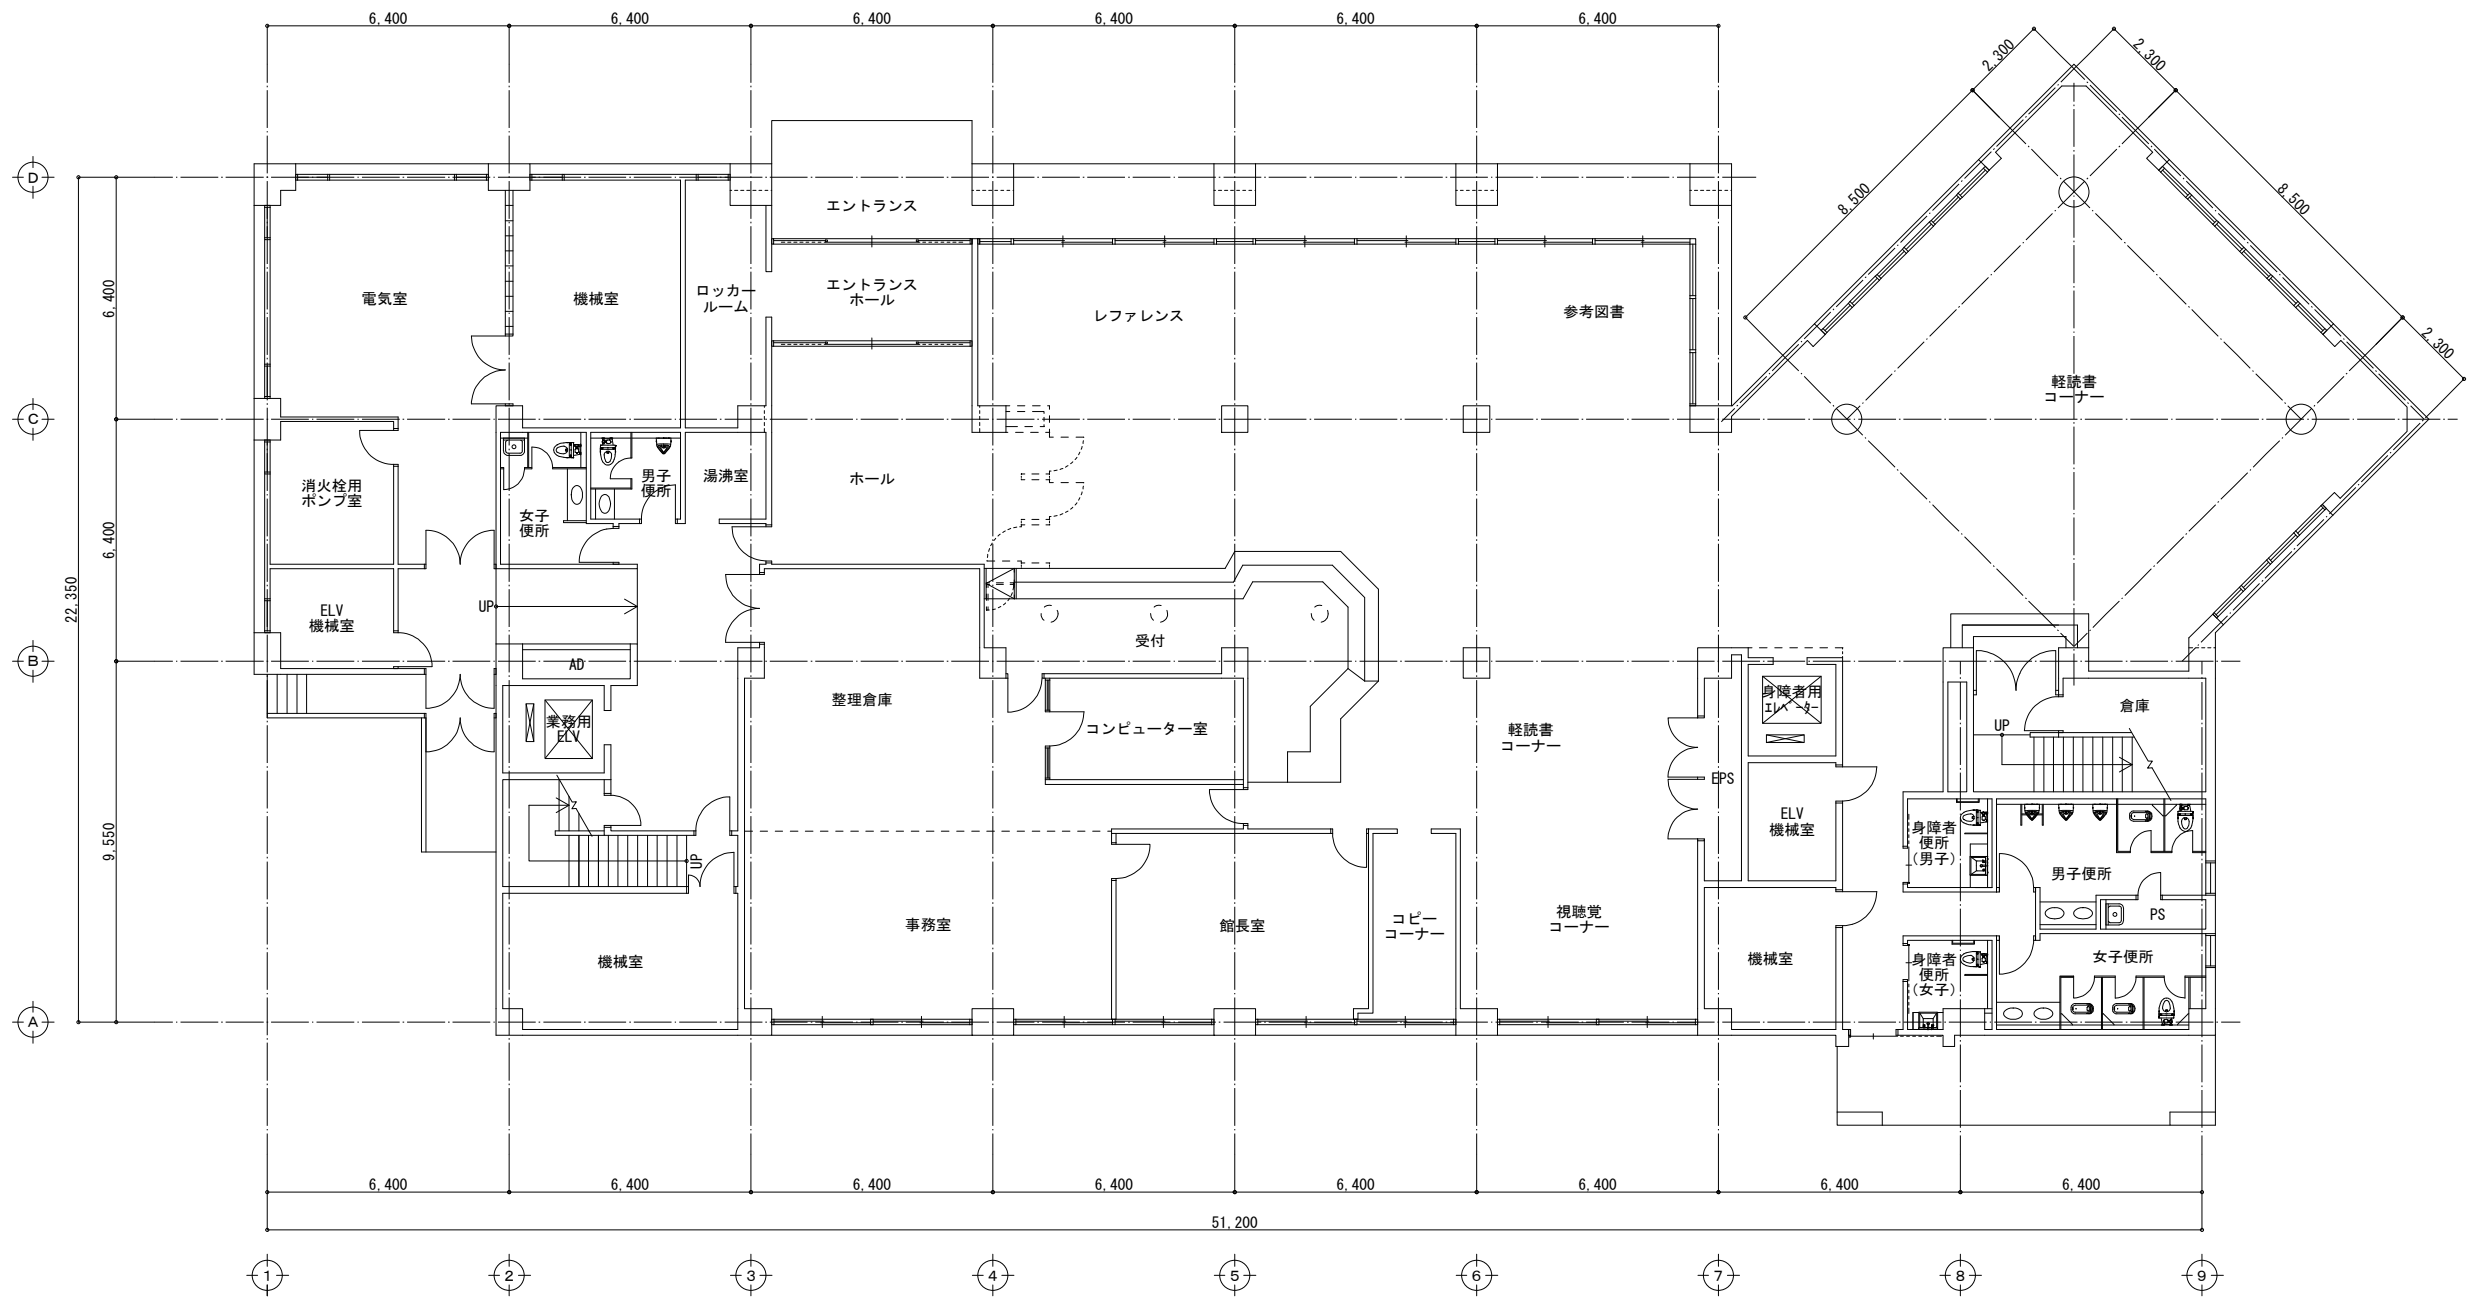 6,400
6,400
6,400
6,400
6,400
6,400
2,300
2,300
8,500
8,500
2,300
D
C
B
A
22,350
6,400
6,400
9,550
エントランス
電気室
機械室
ロッカー
ルーム
エントランス
ホール
レファレンス
参考図書
軽読書
コーナー
消火栓用
ポンプ室
女子
便所
男子
便所
湯沸室
ホール
ELV
機械室
UP
AD
受付
業務用
ELV
整理倉庫
コンピューター室
軽読書
コーナー
身障者用
エレベーター
EPS
倉庫
UP
UP
ELV
機械室
身障者
便所
(男子)
男子便所
PS
機械室
事務室
館長室
コピー
コーナー
視聴覚
コーナー
機械室
身障者
便所
(女子)
女子便所
6,400
6,400
6,400
6,400
6,400
6,400
6,400
6,400
51,200
1
2
3
4
5
6
7
8
9